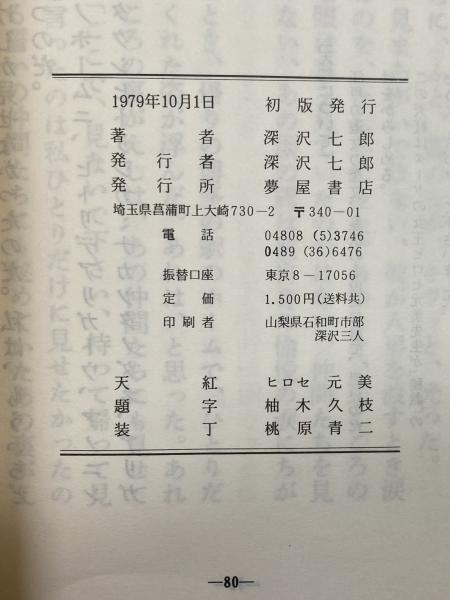 1979年10月1日 初版発行
著者 深沢七郎
発行者 深沢七郎
発行所 夢屋書店
埼玉県菖蒲町上大崎730−2 〒340−01
電話 04808 (5)3746
0489 (36)6476
振替口座 東京8−17056
定価 1.500円(送料共)
印刷者 山梨県石和町市部
深沢三人
天紅 ヒロセ元美
題字 柚木久枝
装丁 桃原青二
—80—